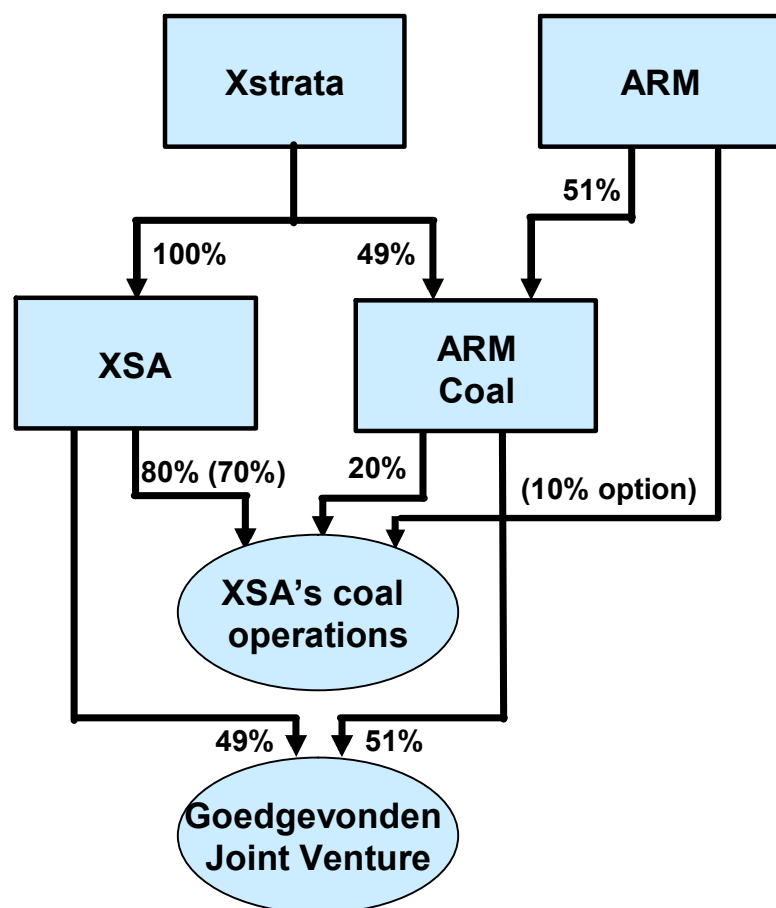 Xstrata
ARM
51%
100%
49%
XSA
ARM
Coal
80% (70%)
20%
(10% option)
XSA's coal
operations
49%
51%
Goedgevonden
Joint Venture